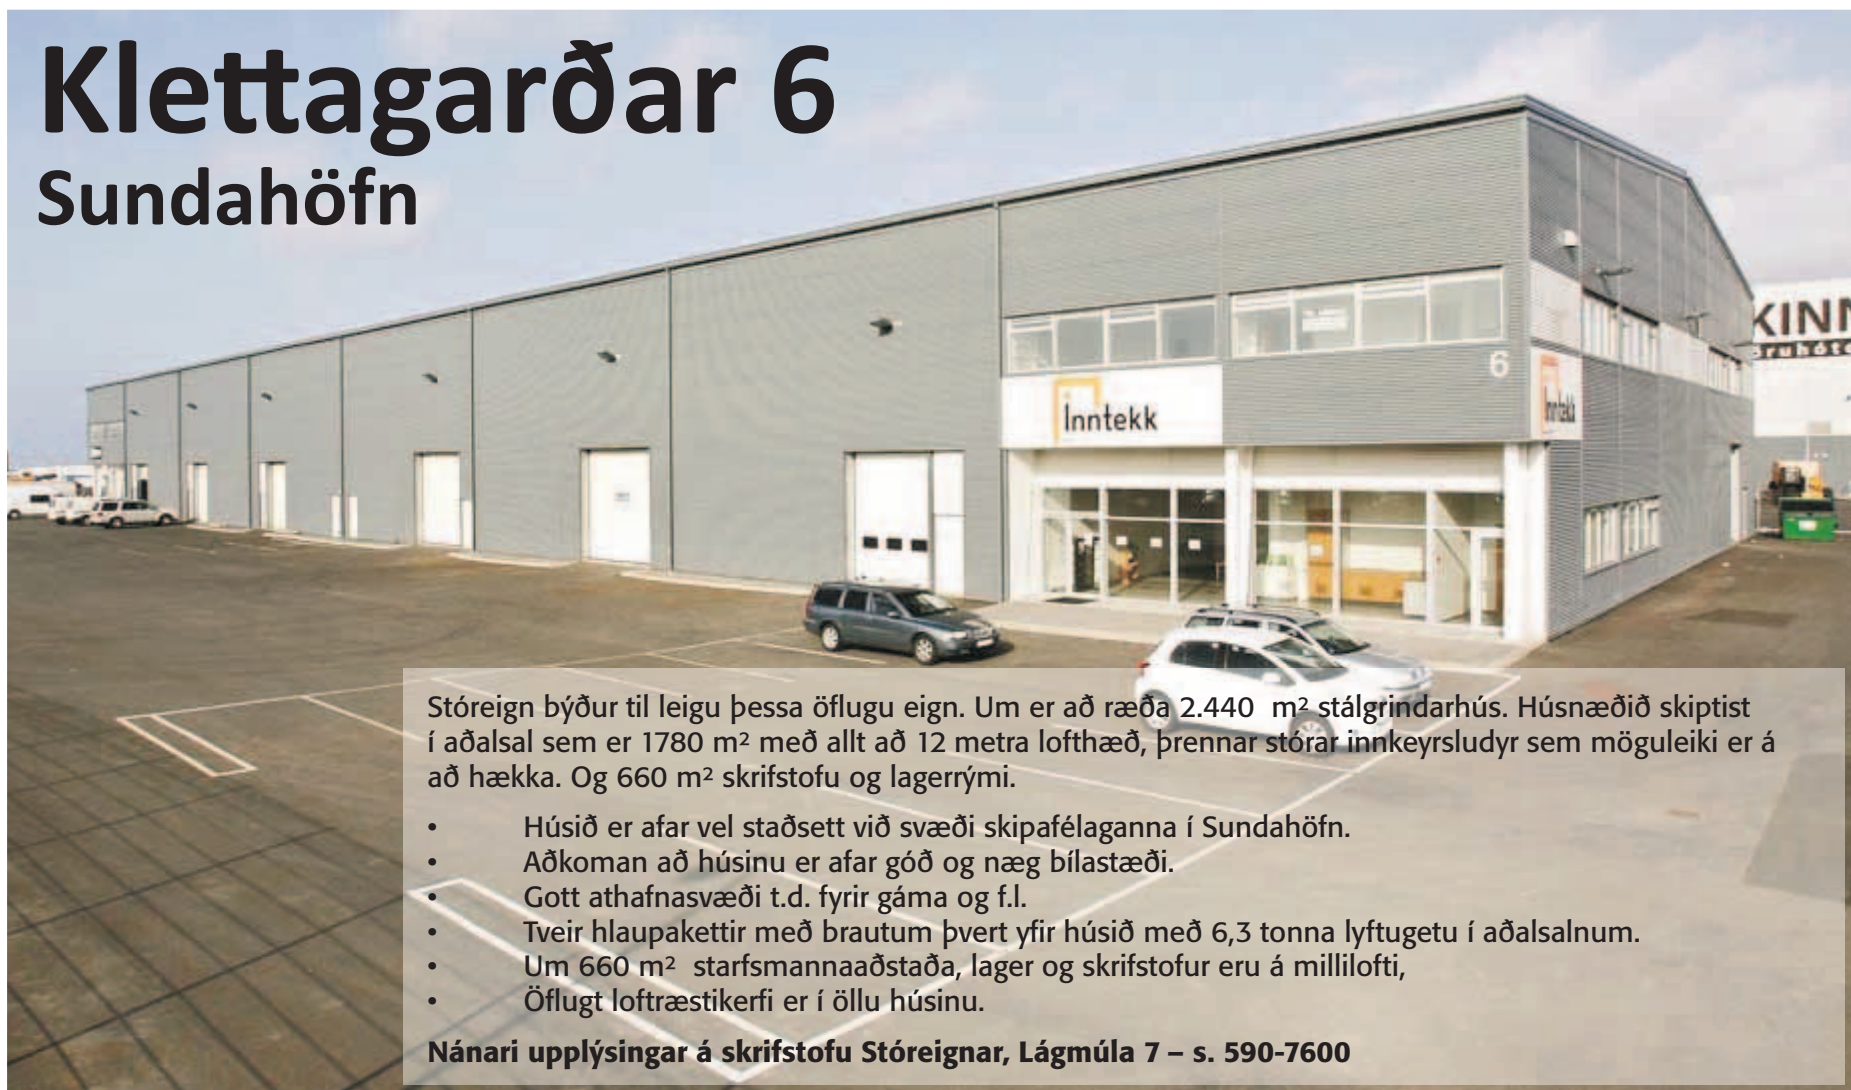 Klettagarðar 6
Sundahöfn
6
Inntekk
Inntekk
Stóreign býður til leigu þessa öflugu eign. Um er að ræða 2.440 m² stálgrindarhús. Húsnæðið skiptist
í aðalsal sem er 1780 m² með allt að 12 metra lofthæð, þrennar stórar innkeyrsludyr sem möguleiki er á
að hækka. Og 660 m² skrifstofu og lagerrými.
• Húsið er afar vel staðsett við svæði skipafélaganna í Sundahöfn.
• Aðkoman að húsinu er afar góð og næg bílastæði.
• Gott athafnasvæði t.d. fyrir gáma og f.l.
• Tveir hlaupakettir með brautum þvert yfir húsið með 6,3 tonna lyftugetu í aðalsalnum.
• Um 660 m² starfsmannaaðstaða, lager og skrifstofur eru á millilofti,
• Öflugt loftræstikerfi er í öllu húsinu.
Nánari upplýsingar á skrifstofu Stóreignar, Lágmúla 7 – s. 590-7600